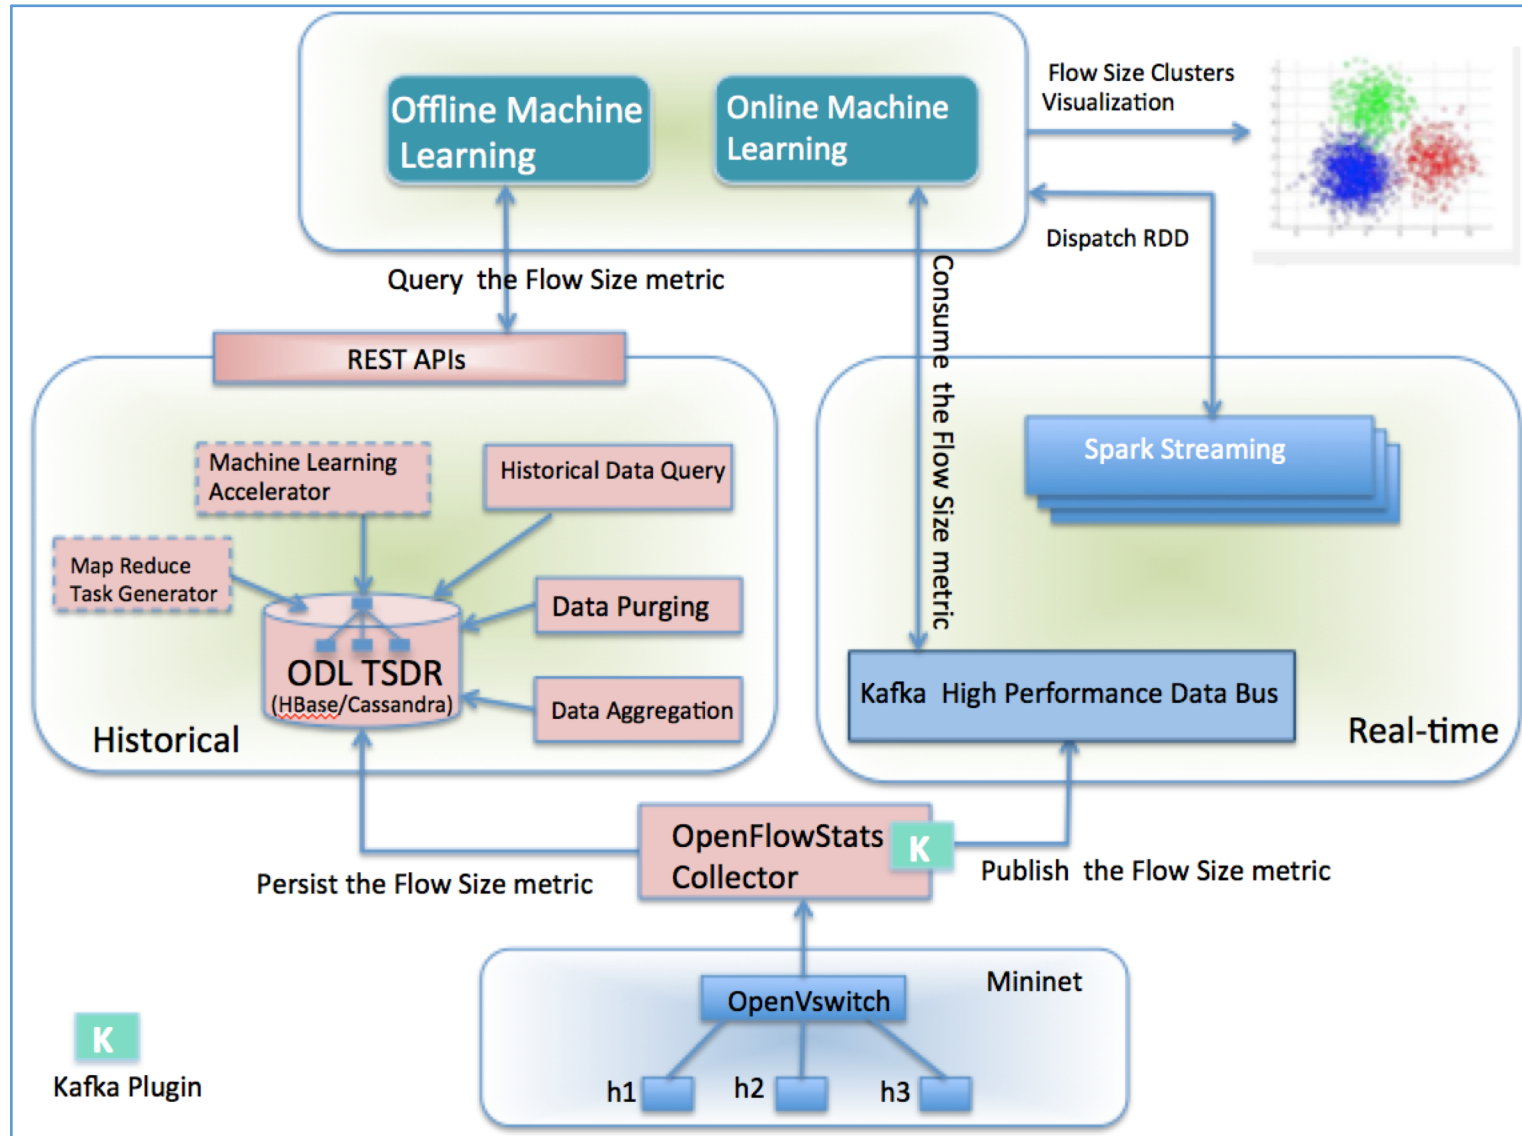 Offline Machine
Learning
Online Machine
Learning
Flow Size Clusters
Visualization
Dispatch RDD
Query the Flow Size metric
Consume the Flow Size metric
REST APIs
Machine Learning
Accelerator
Historical Data Query
Map Reduce
Task Generator
Data Purging
ODL TSDR
(HBase/Cassandra)
Data Aggregation
Historical
Spark Streaming
Kafka High Performance Data Bus
Real-time
OpenFlowStats
Collector
K
Persist the Flow Size metric
Publish the Flow Size metric
Mininet
OpenVswitch
h1
h2
h3
K
Kafka Plugin